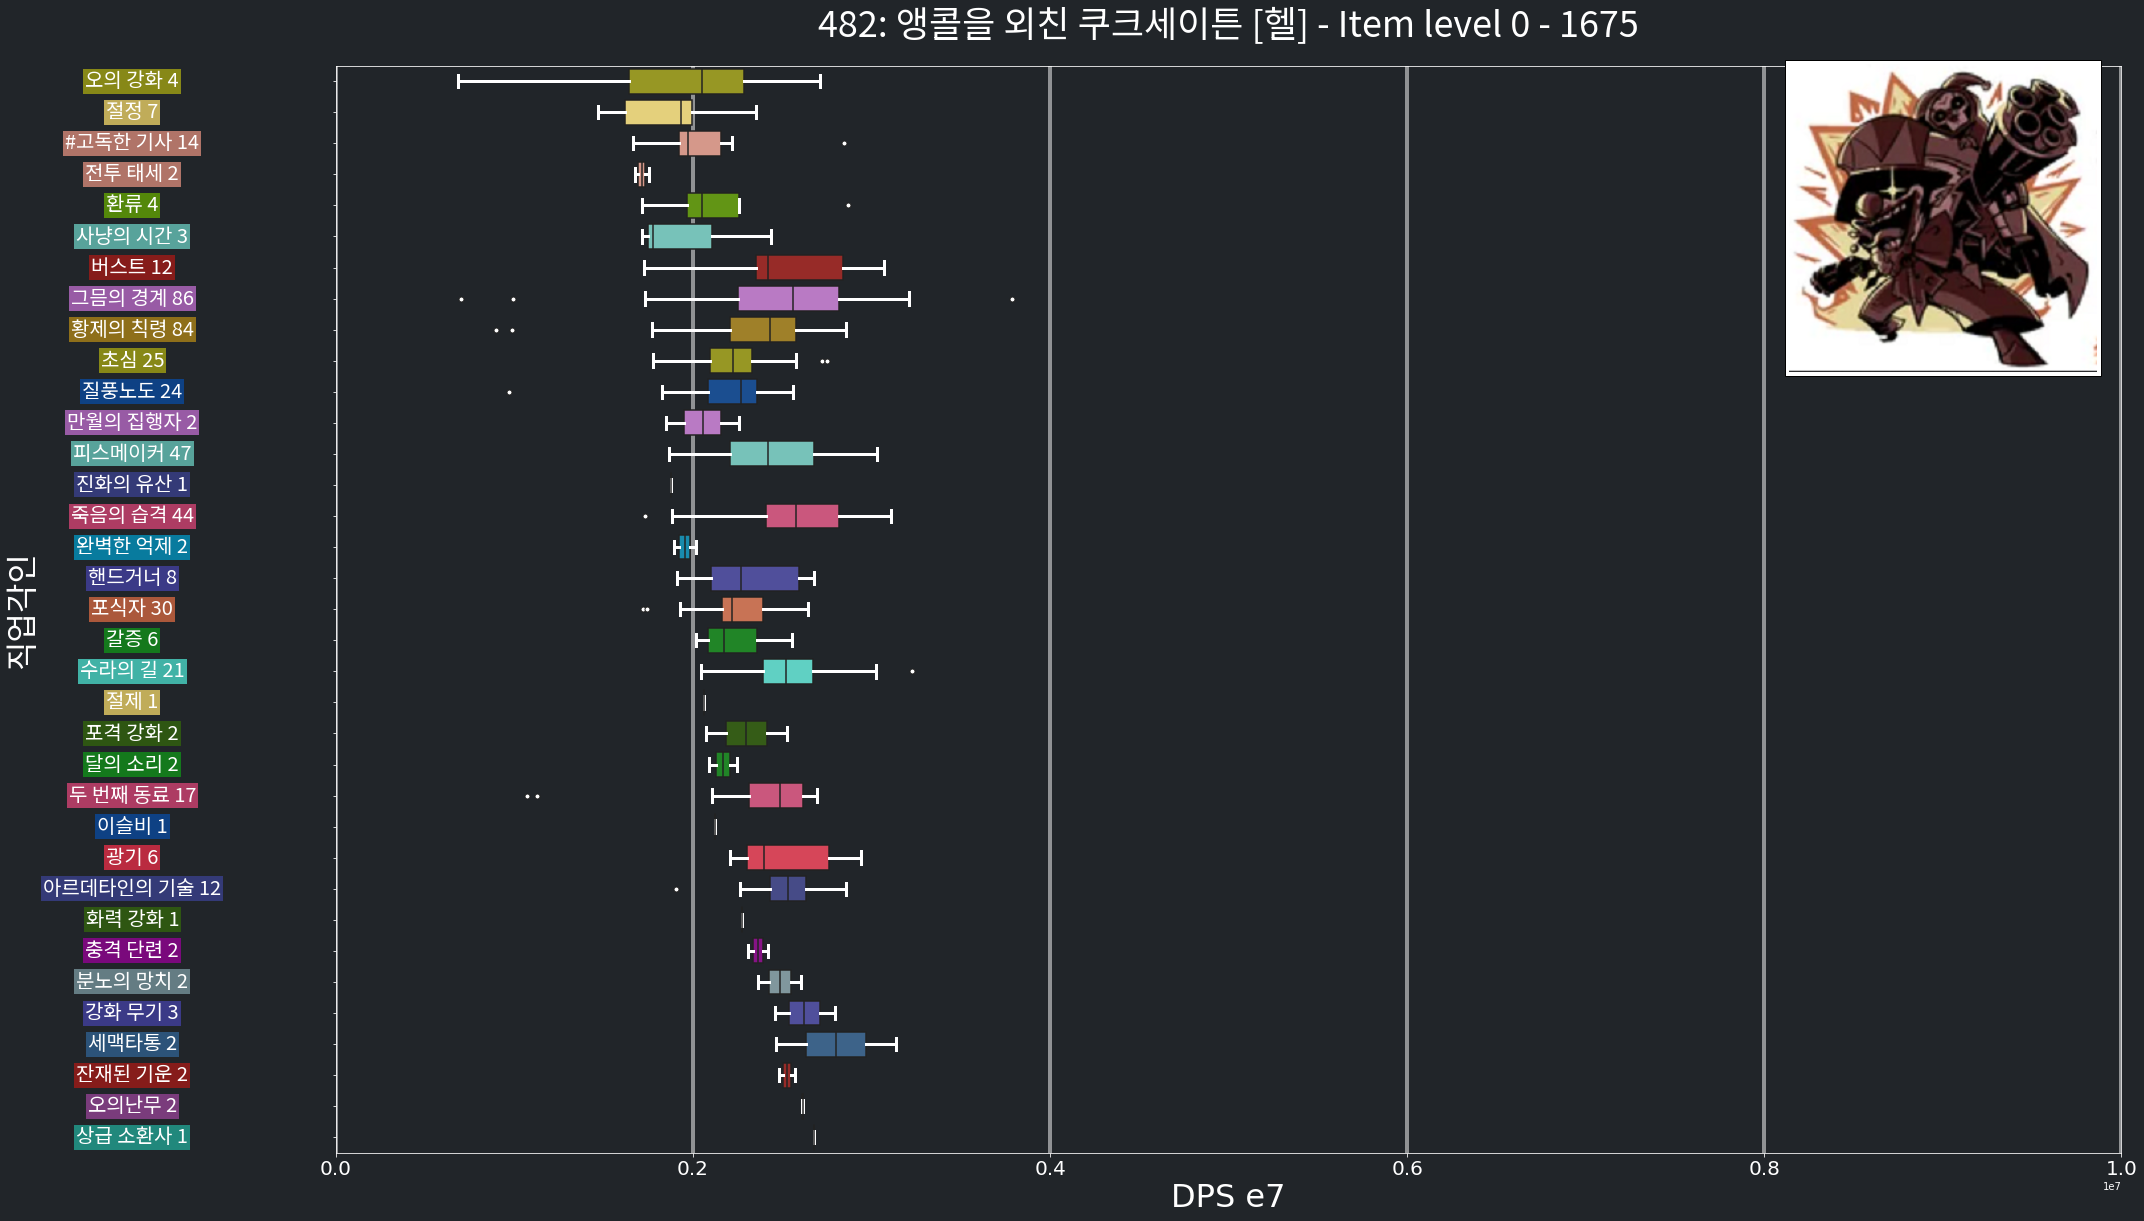 482: 앵콜을 외친 쿠크세이튼 [헬] - Item level 0 - 1675
직업각인
오의 강화 4
절정 7
#고독한 기사 14
전투 태세 2
환류 4
사냥의 시간 3
버스트 12
그믐의 경계 86
황제의 칙령 84
초심 25
질풍노도 24
만월의 집행자 2
피스메이커 47
진화의 유산 1
죽음의 습격 44
완벽한 억제 2
핸드거너 8
포식자 30
갈증 6
수라의 길 21
절제 1
포격 강화 2
달의 소리 2
두 번째 동료 17
이슬비 1
광기 6
아르데타인의 기술 12
화력 강화 1
충격 단련 2
분노의 망치 2
강화 무기 3
세맥타통 2
잔재된 기운 2
오의난무 2
상급 소환사 1
0.0 0.2 0.4 0.6 0.8 1.0
1e7
DPS e7